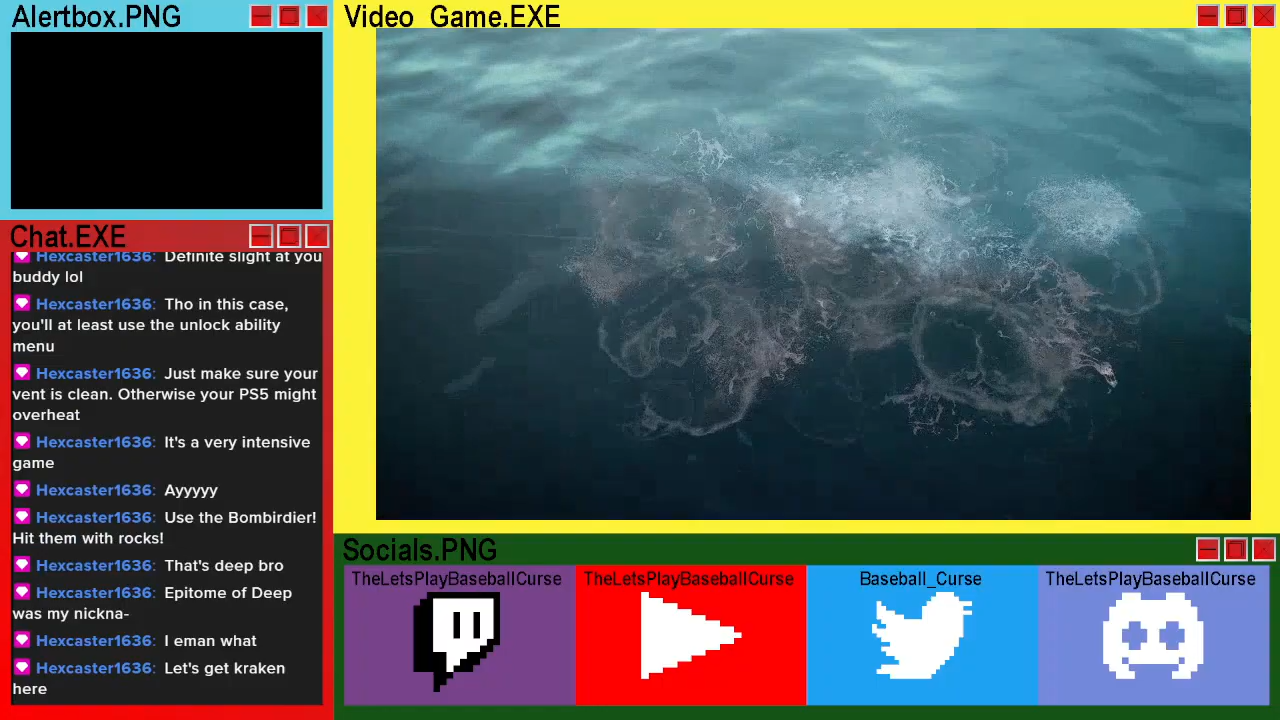 Alertbox.PNG
Video Game.EXE
Chat.EXE
Hexcaster1636: Definite slight at you
buddy lol
Hexcaster1636: Tho in this case,
you'll at least use the unlock ability
menu
Hexcaster1636: Just make sure your
vent is clean. Otherwise your PS5 might
overheat
Hexcaster1636: It's a very intensive
game
Hexcaster1636: Ayyyyy
Hexcaster1636: Use the Bombirdier!
Hit them with rocks!
Hexcaster1636: That's deep bro
Hexcaster1636: Epitome of Deep
was my nickna-
Hexcaster1636: I eman what
Hexcaster1636: Let's get kraken
here
Socials.PNG
TheLetsPlayBaseballCurse
TheLetsPlayBaseballCurse
Baseball_Curse
TheLetsPlayBaseballCurse